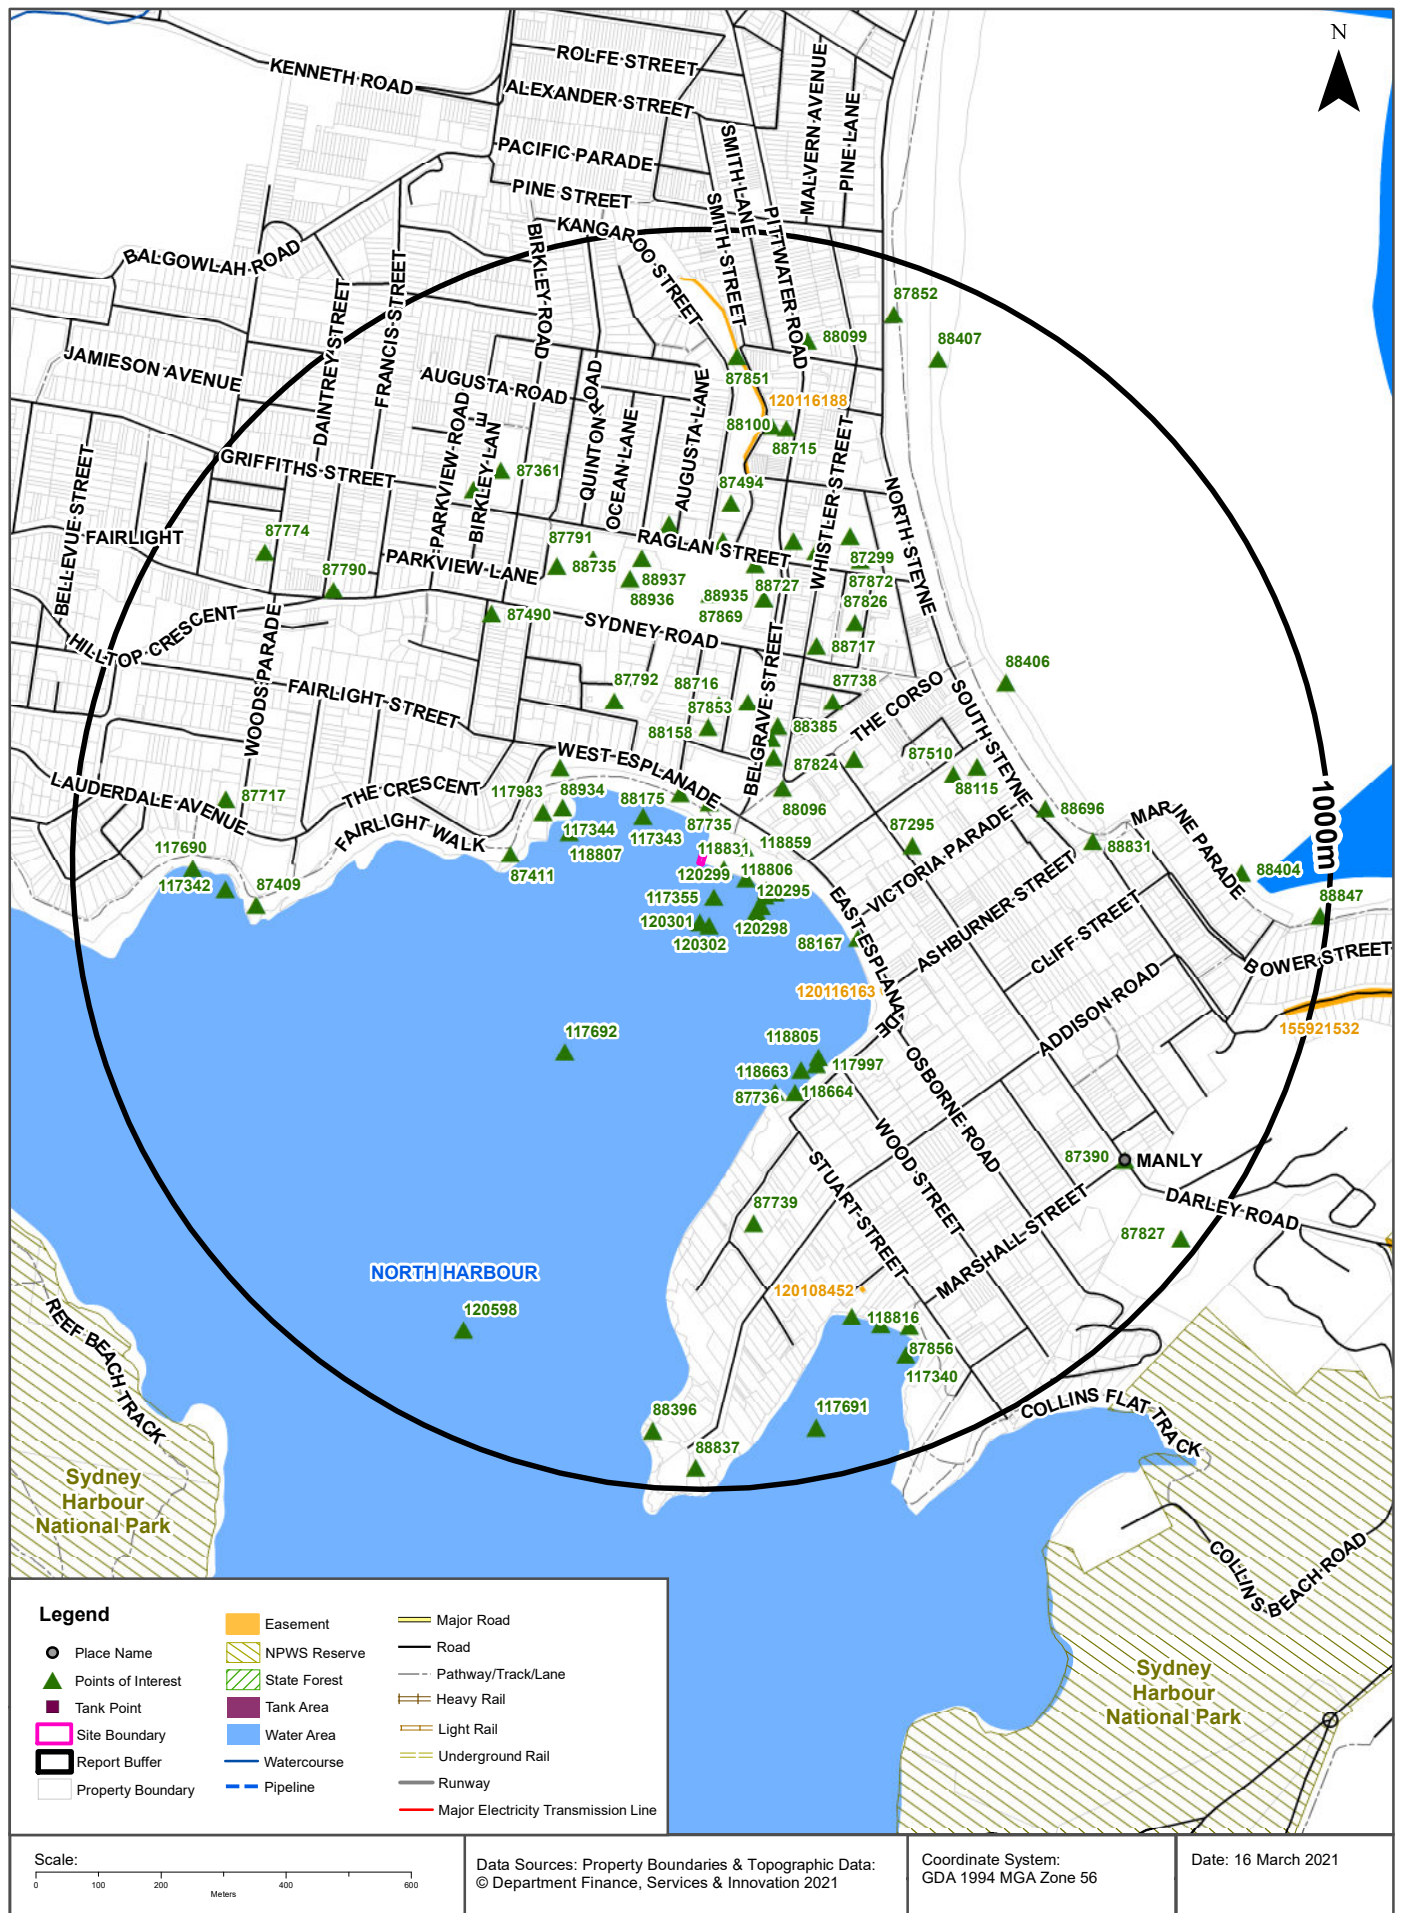 N
ROLFE STREET
KENNETH ROAD
ALEXANDER STREET
MALVERN AVENUE
PINE LANE
SMITH LANE
PACIFIC PARADE
PINE STREET
SMITH STREET
PITTWATER ROAD
KANGAROO STREET
BIRKLEY ROAD
BALGOWLAH ROAD
FRANCIS STREET
DAINTREY STREET
87852
88099
88407
JAMIESON AVENUE
87851
AUGUSTA ROAD
QUINTON ROAD
AUGUSTA LANE
120116188
PARKVIEW ROAD
BIRKLEY LANE
OCEAN LANE
88100
88715
WHISTLER STREET
BELLEVUE STREET
GRIFFITHS STREET
87361
87494
NORTH STEYNE
FAIRLIGHT
87774
87791
RAGLAN STREET
87299
PARKVIEW LANE
88735
88937
88727
87872
87790
88936
88935
87826
87869
87490
HILLTOP CRESCENT
SYDNEY ROAD
88717
WOODS PARADE
BELGRAVE STREET
FAIRLIGHT STREET
87792
88716
87738
THE CORSO
88406
SOUTH STEYNE
87853
88158
88385
WEST ESPLANADE
87824
87510
LAUDERDALE AVENUE
87717
THE CRESCENT
117983
88934
88175
88096
88115
88696
MARINE PARADE
1000m
FAIRLIGHT WALK
117344
117343
87735
87295
VICTORIA PARADE
117690
118807
118831
118859
88831
117342
87409
87411
120299
118806
88404
117355
120295
EAST ESPLANADE
ASHBURNER STREET
CLIFF STREET
88847
120301
120298
120302
88167
BOWER STREET
120116163
ADDISON ROAD
155921532
117692
118805
118663
117997
OSBORNE ROAD
87736
118664
WOOD STREET
STUART STREET
87390
MANLY
DARLEY ROAD
87739
MARSHALL STREET
87827
NORTH HARBOUR
120108452
120598
118816
87856
117340
REEF BEACH TRACK
88396
117691
COLLINS FLAT TRACK
88837
Sydney
Harbour
National Park
COLLINS BEACH ROAD
Sydney
Harbour
National Park
Legend
Place Name
Points of Interest
Tank Point
Site Boundary
Report Buffer
Property Boundary
Easement
NPWS Reserve
State Forest
Tank Area
Water Area
Watercourse
Pipeline
Major Road
Road
Pathway/Track/Lane
Heavy Rail
Light Rail
Underground Rail
Runway
Major Electricity Transmission Line
Scale:
0 100 200 400 600
Meters
Data Sources: Property Boundaries & Topographic Data:
© Department Finance, Services & Innovation 2021
Coordinate System:
GDA 1994 MGA Zone 56
Date: 16 March 2021